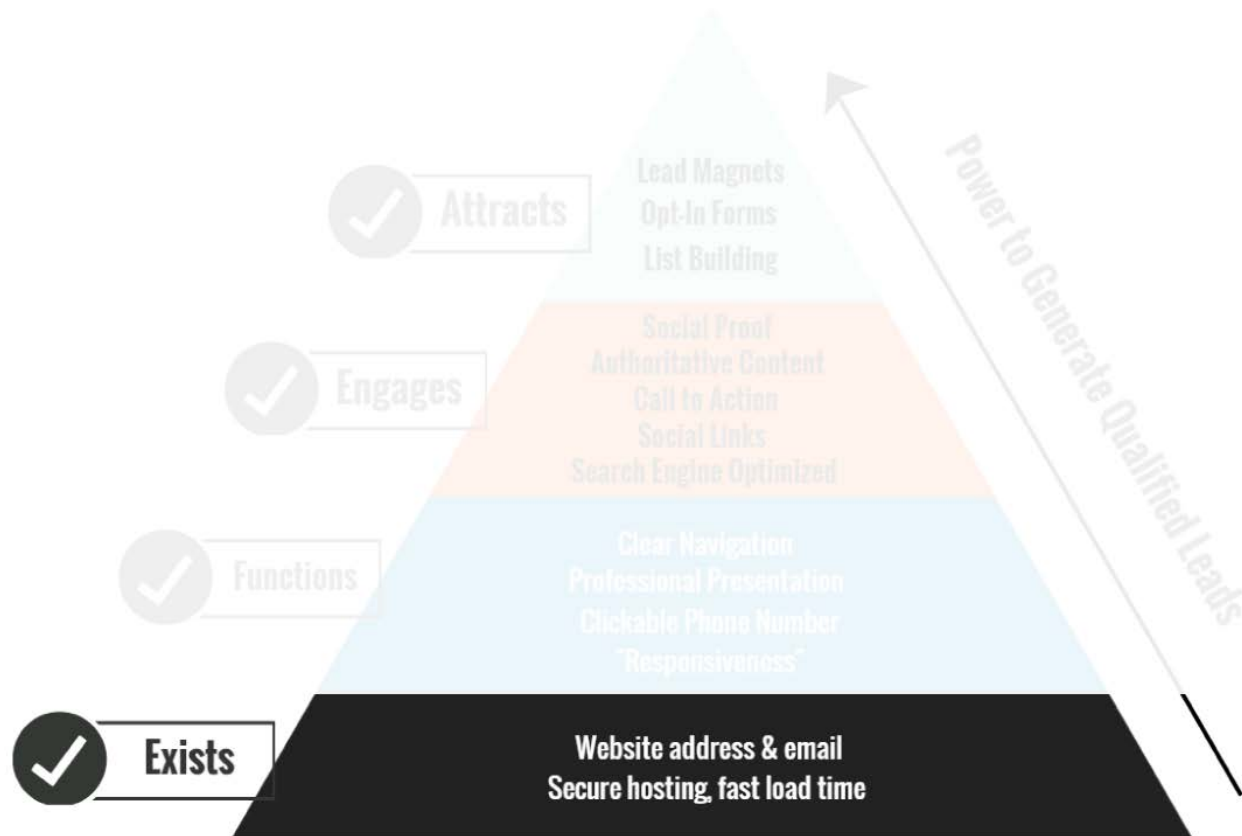 Attracts
Lead Magnets
Opt-In Forms
List Building
Engages
Social Proof
Authoritative Content
Call to Action
Social Links
Search Engine Optimized
Functions
Clear Navigation
Professional Presentation
Clickable Phone Number
"Responsiveness"
Exists
Website address & email
Secure hosting, fast load time
Power to Generate Qualified Leads